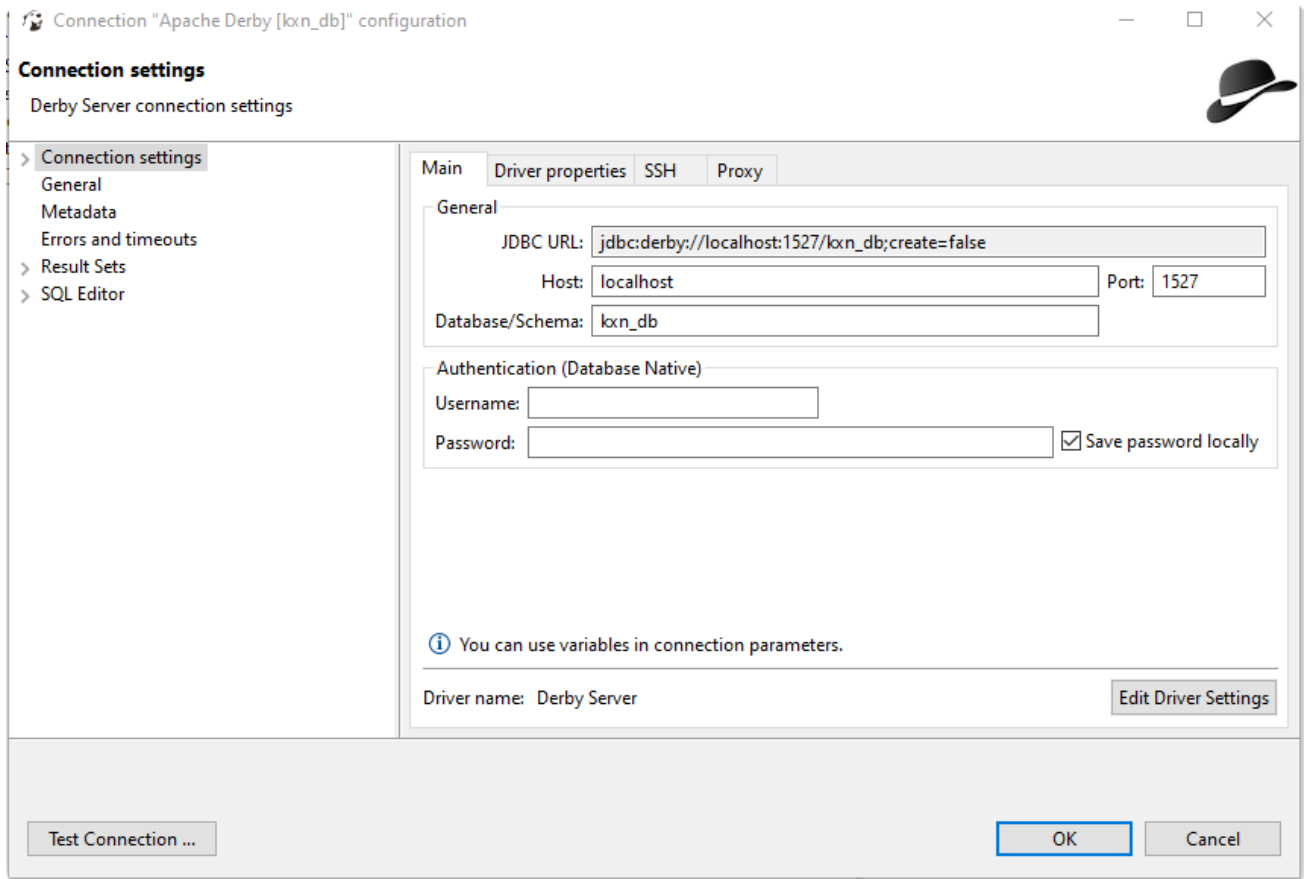 Connection "Apache Derby [kxn_db]" configuration
Connection settings
Derby Server connection settings
Connection settings
General
Metadata
Errors and timeouts
Result Sets
SQL Editor
Main Driver properties SSH Proxy
General
JDBC URL: jdbc:derby://localhost:1527/kxn_db;create=false
Host: localhost Port: 1527
Database/Schema: kxn_db
Authentication (Database Native)
Username:
Password: Save password locally
You can use variables in connection parameters.
Driver name: Derby Server Edit Driver Settings
Test Connection ... OK Cancel